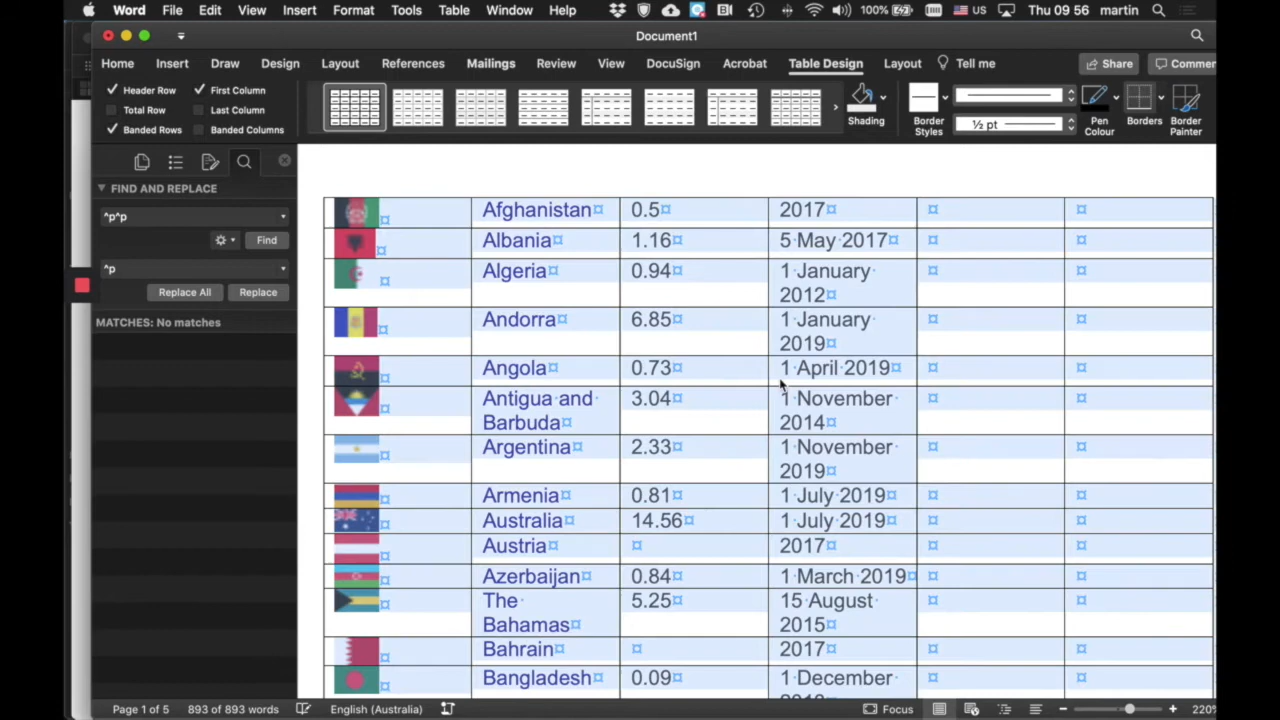 Word File Edit View Insert Format Tools Table Window Help 100% US Thu 09 56 martin
Document1
Home Insert Draw Design Layout References Mailings Review View DocuSign Acrobat Table Design Layout Tell me Share
Header Row First Column
Total Row Last Column
Banded Rows Banded Columns
Shading
Border Styles
½ pt
Pen Colour
Borders
Border Painter
FIND AND REPLACE
^p^p
Find
^p
Replace All Replace
MATCHES: No matches
Afghanistan¤ 0.5¤ 2017¤ ¤ ¤
Albania¤ 1.16¤ 5·May·2017¤ ¤ ¤
Algeria¤ 0.94¤ 1·January· ¤ ¤
2012¤
Andorra¤ 6.85¤ 1·January· ¤ ¤
2019¤
Angola¤ 0.73¤ 1·April·2019¤ ¤ ¤
Antigua·and· 3.04¤ 1·November· ¤ ¤
Barbuda¤ 2014¤
Argentina¤ 2.33¤ 1·November· ¤ ¤
2019¤
Armenia¤ 0.81¤ 1·July·2019¤ ¤ ¤
Australia¤ 14.56¤ 1·July·2019¤ ¤ ¤
Austria¤ ¤ 2017¤ ¤ ¤
Azerbaijan¤ 0.84¤ 1·March·2019¤ ¤ ¤
The· 5.25¤ 15·August· ¤ ¤
Bahamas¤ 2015¤
Bahrain¤ ¤ 2017¤ ¤ ¤
Bangladesh¤ 0.09¤ 1·December· ¤ ¤
Page 1 of 5 893 of 893 words English (Australia) Focus